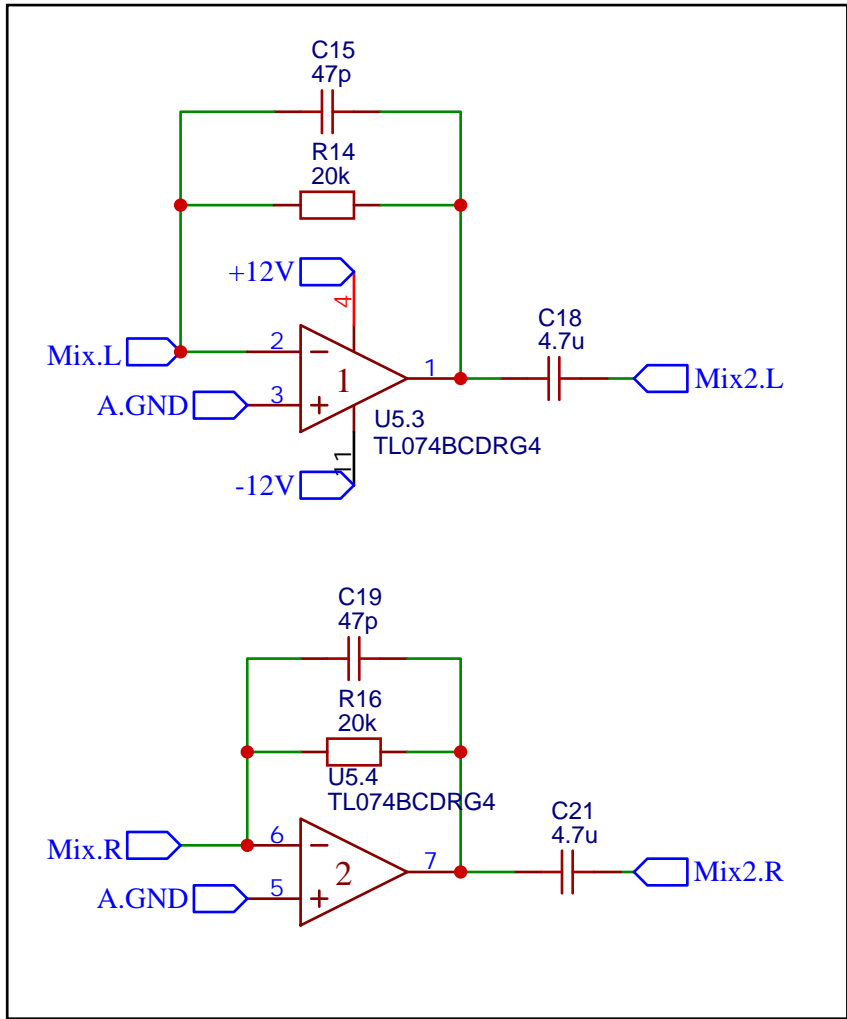 C15
47p
R14
20k
+12V
4
Mix.L
2
1
1
C18
4.7u
Mix2.L
A.GND
3
U5.3
TL074BCDRG4
11
-12V
C19
47p
R16
20k
U5.4
TL074BCDRG4
Mix.R
6
2
7
C21
4.7u
Mix2.R
A.GND
5